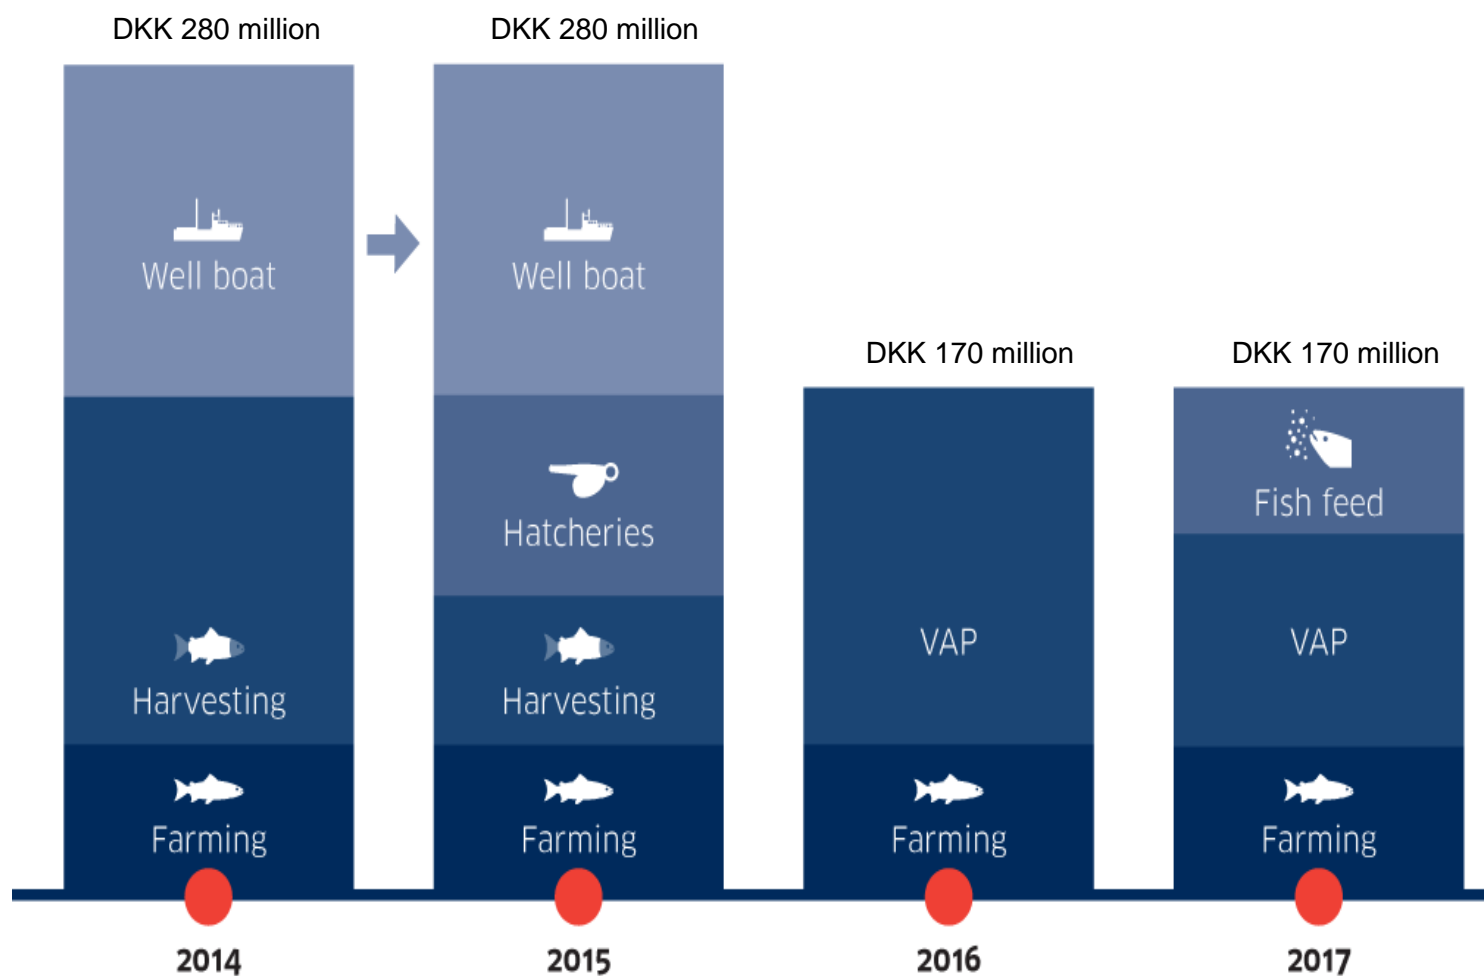 DKK 280 million
DKK 280 million
DKK 170 million
DKK 170 million
Well boat
Well boat
Hatcheries
Fish feed
Harvesting
Harvesting
VAP
VAP
Farming
Farming
Farming
Farming
2014
2015
2016
2017